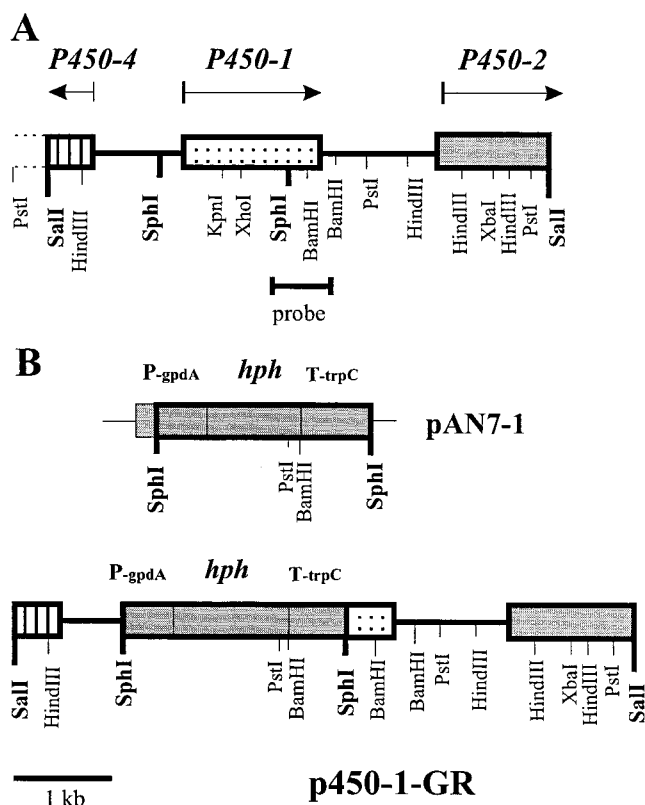 A
P450-4 P450-1 P450-2
PstI SalI HindIII SphI KpnI XhoI SphI BamHI BamHI PstI HindIII HindIII XbaI HindIII PstI SalI
probe
B
P-gpdA hph T-trpC
pAN7-1
SphI PstI BamHI SphI
P-gpdA hph T-trpC
SalI HindIII SphI PstI BamHI SphI BamHI BamHI PstI HindIII HindIII XbaI HindIII PstI SalI
1 kb
p450-1-GR